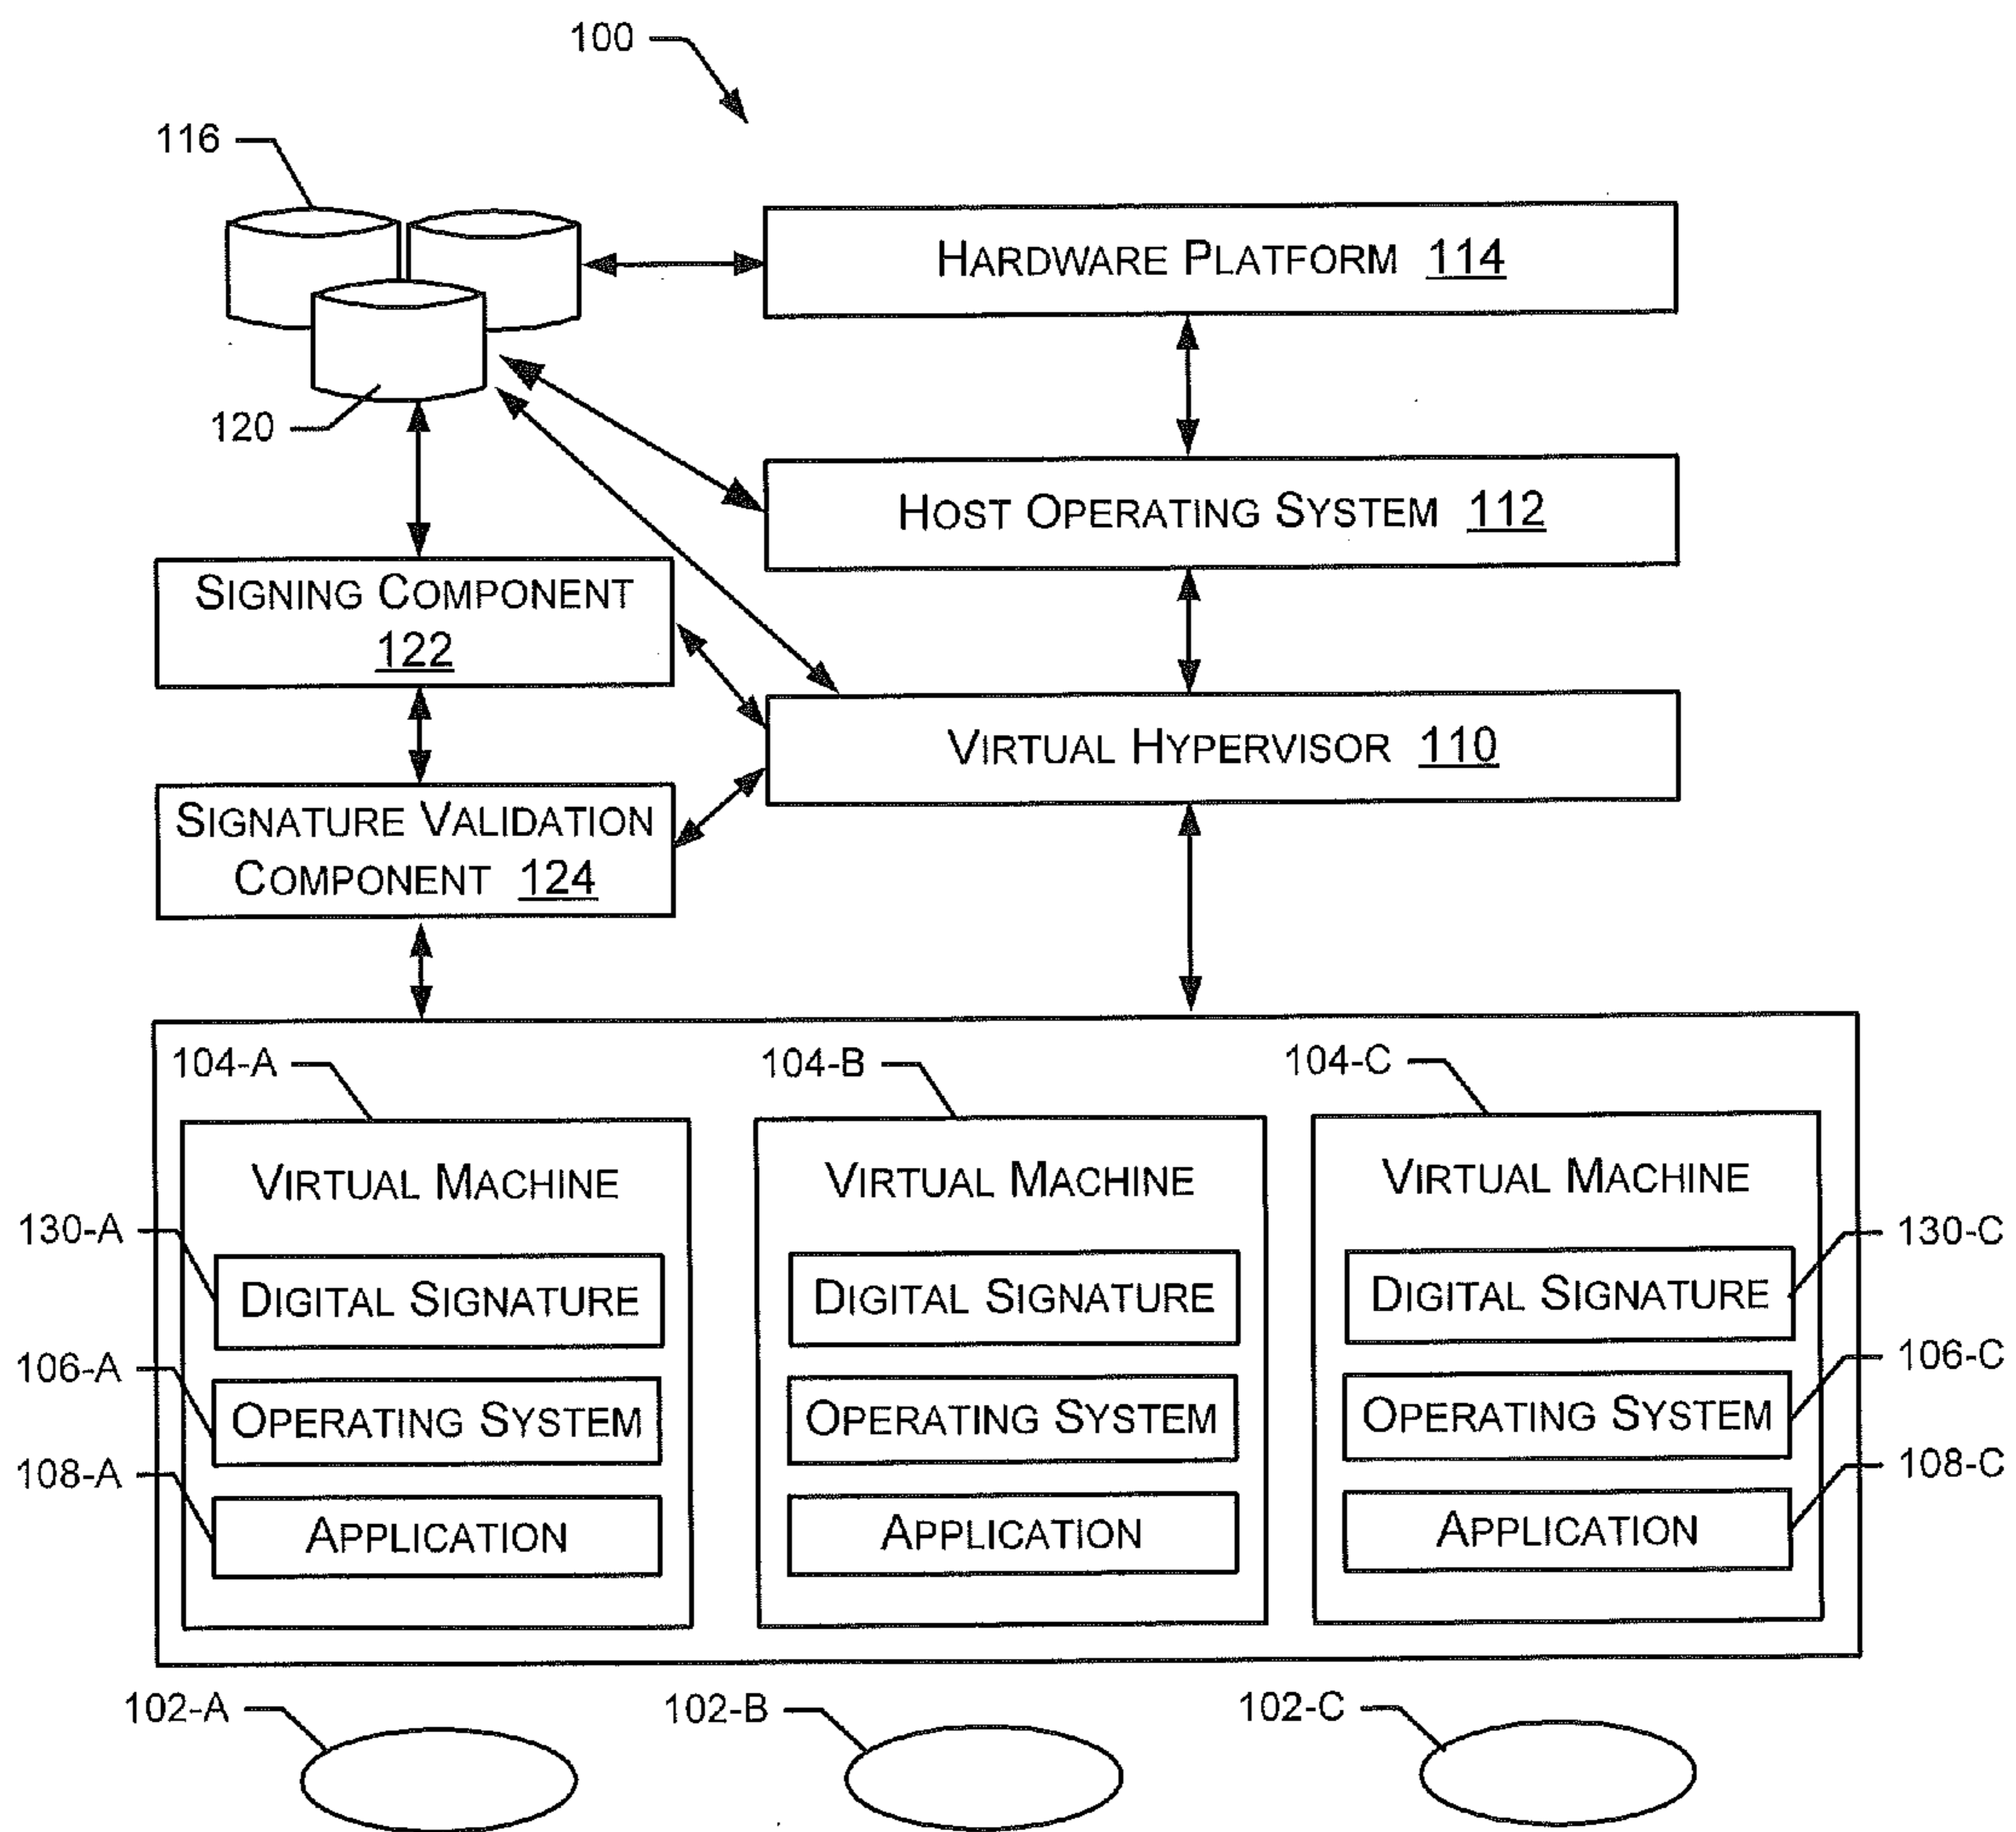 100
116
HARDWARE PLATFORM 114
120
HOST OPERATING SYSTEM 112
SIGNING COMPONENT
122
VIRTUAL HYPERVISOR 110
SIGNATURE VALIDATION
COMPONENT 124
104-A
104-B
104-C
VIRTUAL MACHINE
VIRTUAL MACHINE
VIRTUAL MACHINE
130-A
130-C
DIGITAL SIGNATURE
DIGITAL SIGNATURE
DIGITAL SIGNATURE
106-A
106-C
OPERATING SYSTEM
OPERATING SYSTEM
OPERATING SYSTEM
108-A
108-C
APPLICATION
APPLICATION
APPLICATION
102-A
102-B
102-C